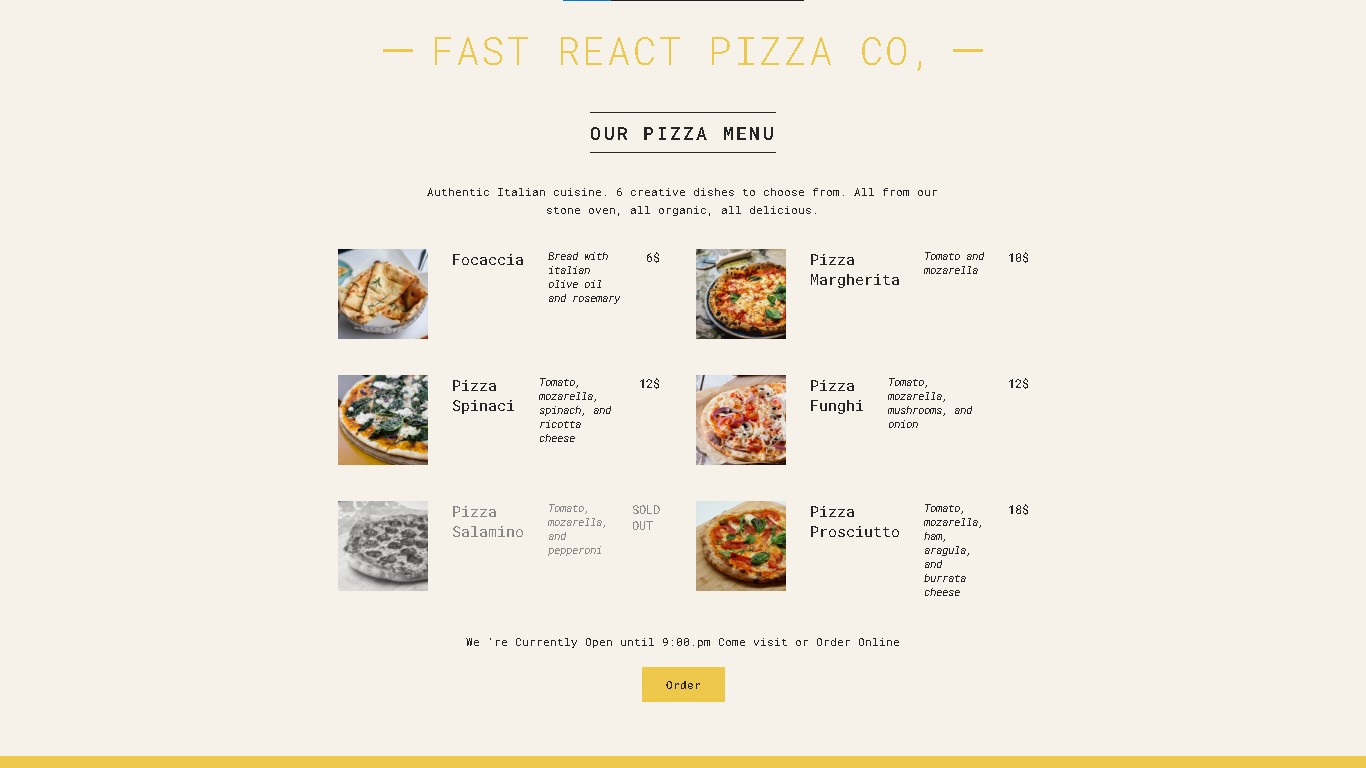 FAST REACT PIZZA CO,
OUR PIZZA MENU
Authentic Italian cuisine. 6 creative dishes to choose from. All from our
stone oven, all organic, all delicious.
Focaccia
Bread with
italian
olive oil
and rosemary
6$
Pizza
Margherita
Tomato and
mozarella
10$
Pizza
Spinaci
Tomato,
mozarella,
spinach, and
ricotta
cheese
12$
Pizza
Funghi
Tomato,
mozarella,
mushrooms, and
onion
12$
Pizza
Salamino
Tomato,
mozarella,
and
pepperoni
SOLD
OUT
Pizza
Prosciutto
Tomato,
mozarella,
ham,
aragula,
and
burrata
cheese
18$
We 're Currently Open until 9:00.pm Come visit or Order Online
Order